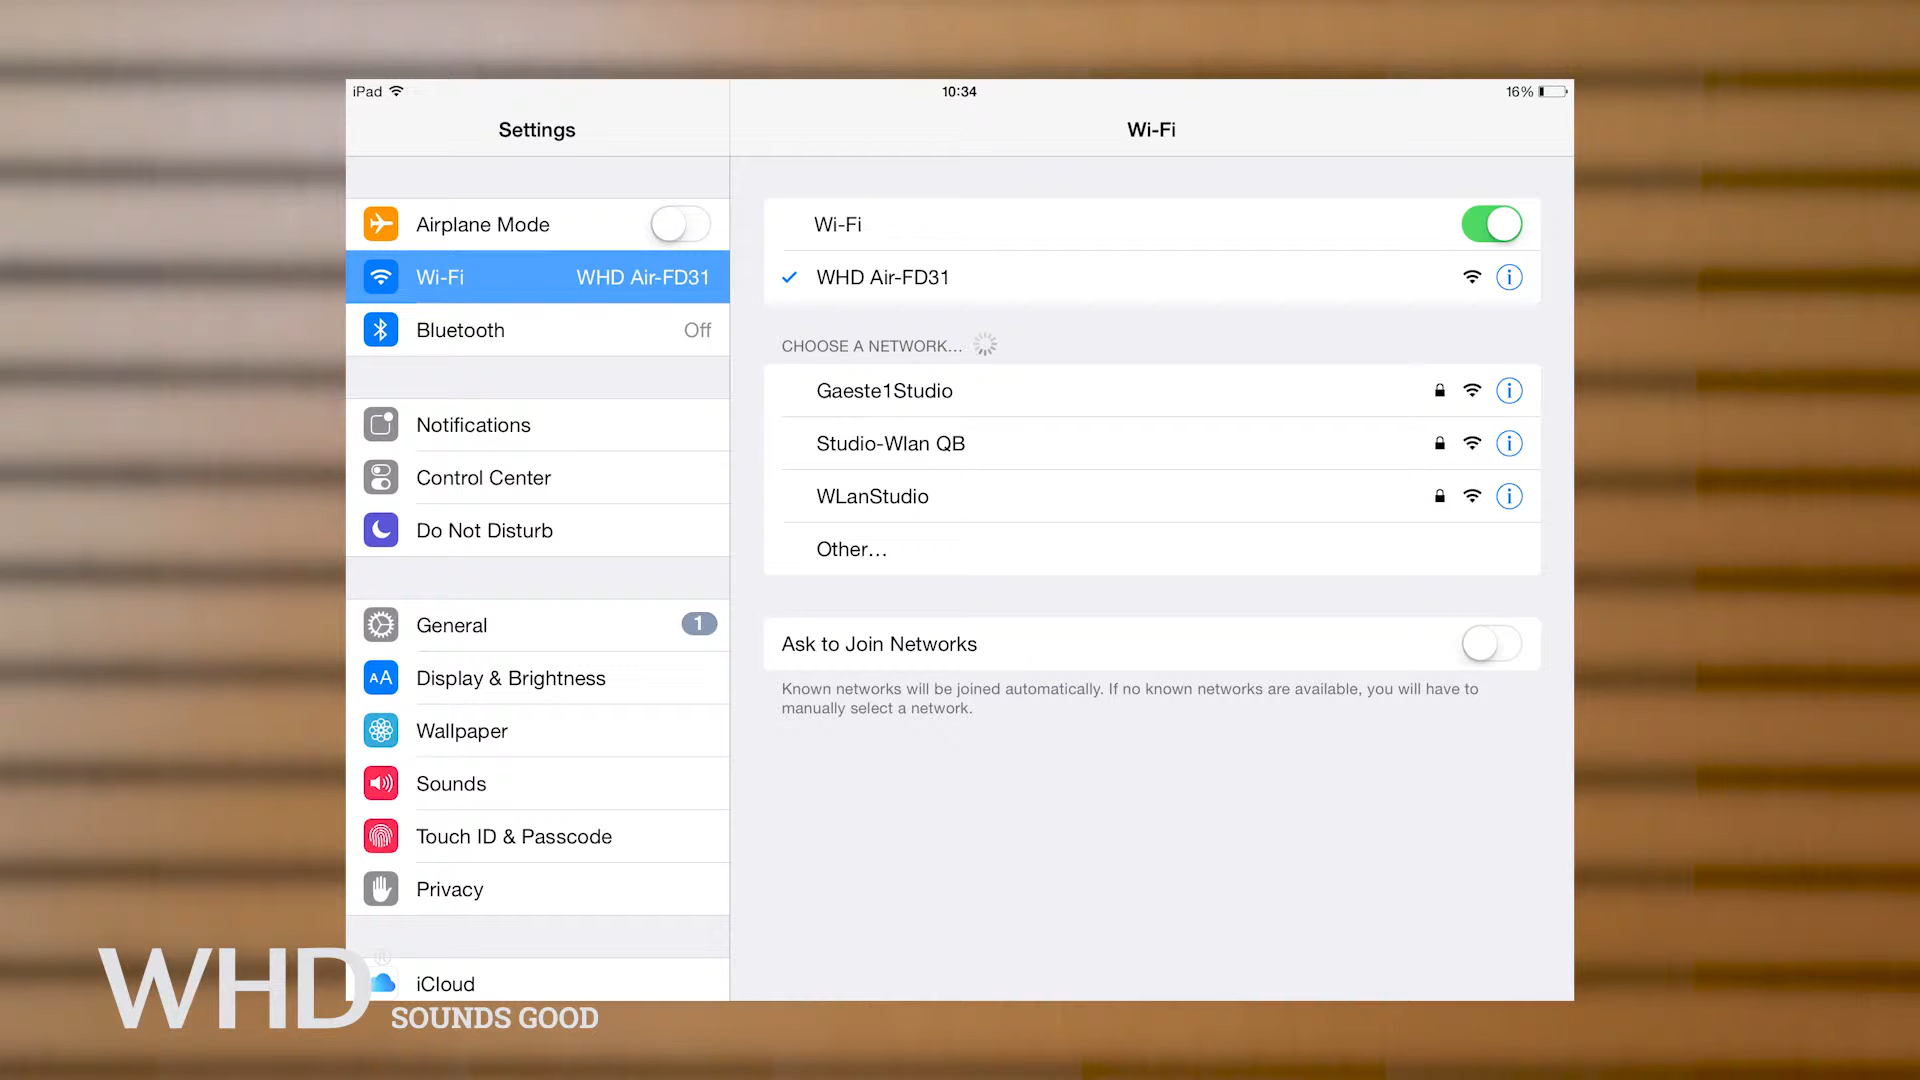 iPad
10:34
16%
Settings
Wi-Fi
Airplane Mode
Wi-Fi WHD Air-FD31
Bluetooth Off
Notifications
Control Center
Do Not Disturb
General 1
AA Display & Brightness
Wallpaper
Sounds
Touch ID & Passcode
Privacy
iCloud
Wi-Fi
WHD Air-FD31
CHOOSE A NETWORK...
Gaeste1Studio
Studio-Wlan QB
WLanStudio
Other...
Ask to Join Networks
Known networks will be joined automatically. If no known networks are available, you will have to
manually select a network.
WHD
SOUNDS GOOD